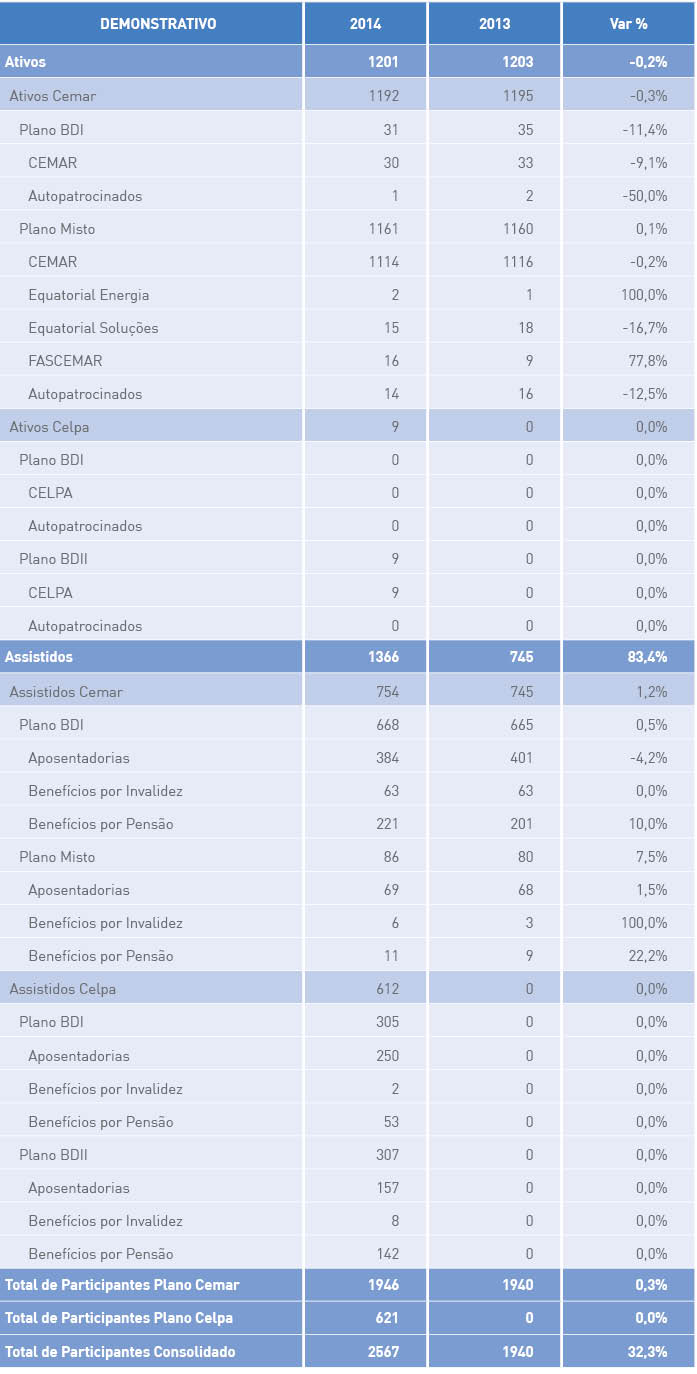 DEMONSTRATIVO 2014 2013 Var %
Ativos 1201 1203 -0,2%
Ativos Cemar 1192 1195 -0,3%
Plano BDI 31 35 -11,4%
CEMAR 30 33 -9,1%
Autopatrocinados 1 2 -50,0%
Plano Misto 1161 1160 0,1%
CEMAR 1114 1116 -0,2%
Equatorial Energia 2 1 100,0%
Equatorial Soluções 15 18 -16,7%
FASCEMAR 16 9 77,8%
Autopatrocinados 14 16 -12,5%
Ativos Celpa 9 0 0,0%
Plano BDI 0 0 0,0%
CELPA 0 0 0,0%
Autopatrocinados 0 0 0,0%
Plano BDII 9 0 0,0%
CELPA 9 0 0,0%
Autopatrocinados 0 0 0,0%
Assistidos 1366 745 83,4%
Assistidos Cemar 754 745 1,2%
Plano BDI 668 665 0,5%
Aposentadorias 384 401 -4,2%
Benefícios por Invalidez 63 63 0,0%
Benefícios por Pensão 221 201 10,0%
Plano Misto 86 80 7,5%
Aposentadorias 69 68 1,5%
Benefícios por Invalidez 6 3 100,0%
Benefícios por Pensão 11 9 22,2%
Assistidos Celpa 612 0 0,0%
Plano BDI 305 0 0,0%
Aposentadorias 250 0 0,0%
Benefícios por Invalidez 2 0 0,0%
Benefícios por Pensão 53 0 0,0%
Plano BDII 307 0 0,0%
Aposentadorias 157 0 0,0%
Benefícios por Invalidez 8 0 0,0%
Benefícios por Pensão 142 0 0,0%
Total de Participantes Plano Cemar 1946 1940 0,3%
Total de Participantes Plano Celpa 621 0 0,0%
Total de Participantes Consolidado 2567 1940 32,3%